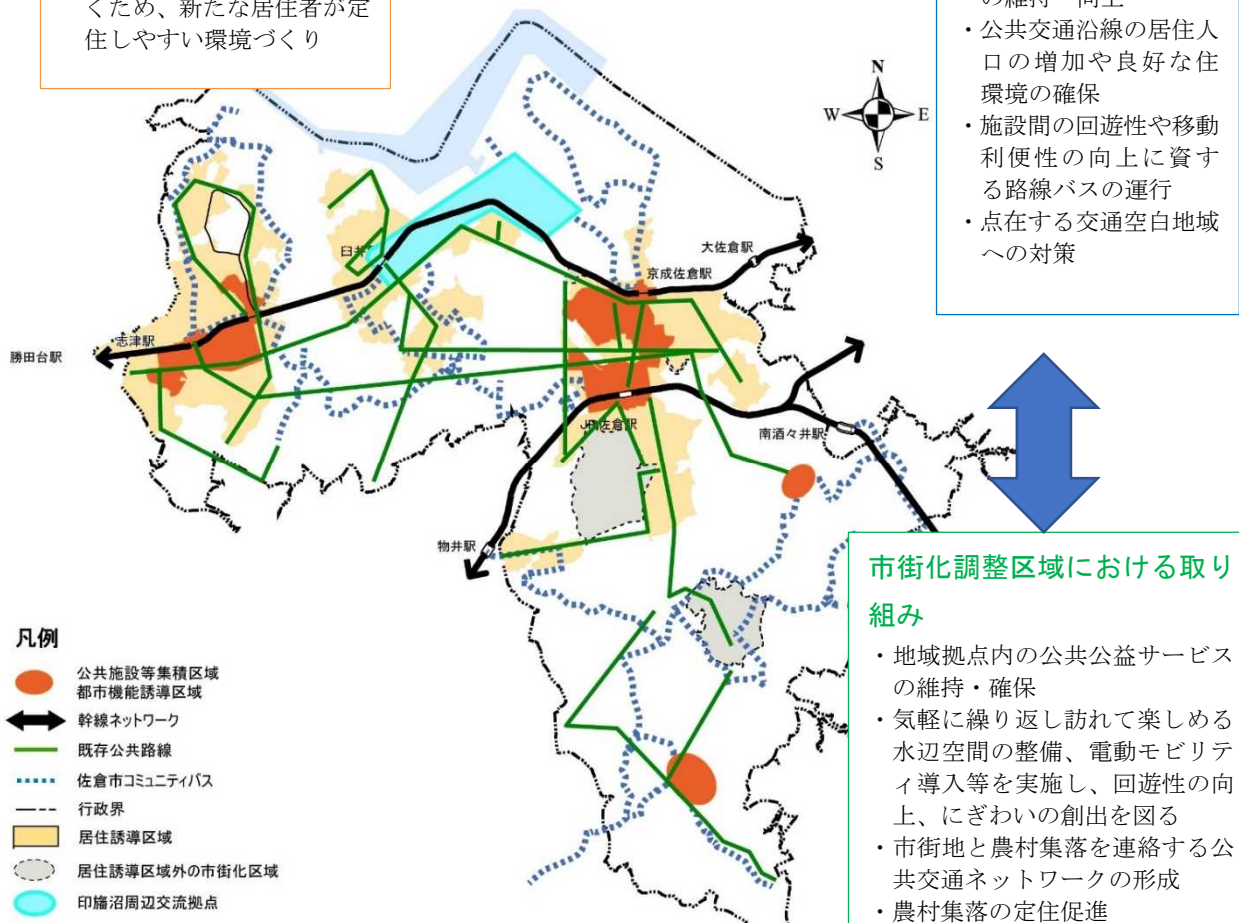 くため、新たな居住者が定
住しやすい環境づくり
・公共交通沿線の居住人
口の増加や良好な住
環境の確保
・施設間の回遊性や移動
利便性の向上に資す
る路線バスの運行
・点在する交通空白地域
への対策
N
W
E
S
大佐倉駅
京成佐倉駅
臼井
志津駅
勝田台駅
JR佐倉駅
南酒々井駅
物井駅
市街化調整区域における取り
組み
・地域拠点内の公共公益サービス
の維持・確保
・気軽に繰り返し訪れて楽しめる
水辺空間の整備、電動モビリテ
ィ導入等を実施し、回遊性の向
上、にぎわいの創出を図る
・市街地と農村集落を連絡する公
共交通ネットワークの形成
・農村集落の定住促進
凡例
公共施設等集積区域
都市機能誘導区域
幹線ネットワーク
既存公共路線
佐倉市コミュニティバス
行政界
居住誘導区域
居住誘導区域外の市街化区域
印旛沼周辺交流拠点